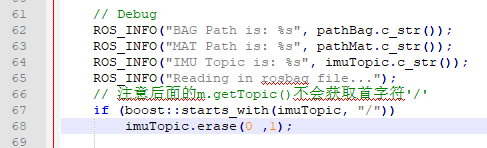 61 // Debug
62 ROS_INFO("BAG Path is: %s", pathBag.c_str());
63 ROS_INFO("MAT Path is: %s", pathMat.c_str());
64 ROS_INFO("IMU Topic is: %s", imuTopic.c_str());
65 ROS_INFO("Reading in rosbag file...");
66 // 注意后面的m.getTopic()不会获取首字符'/'
67 if (boost::starts_with(imuTopic, "/"))
68 imuTopic.erase(0 ,1);
69